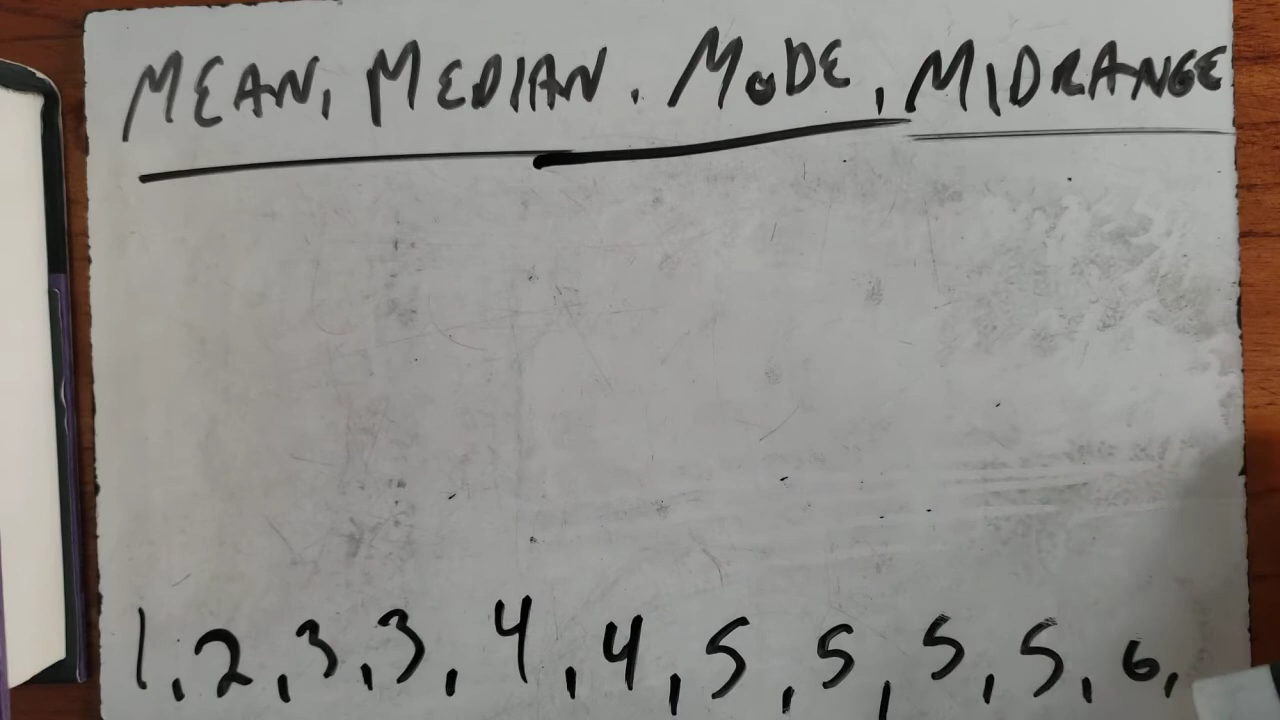 MEAN, MEDIAN, MODE, MIDRANGE
1, 2, 3, 3, 4, 4, 5, 5, 5, 5, 6,